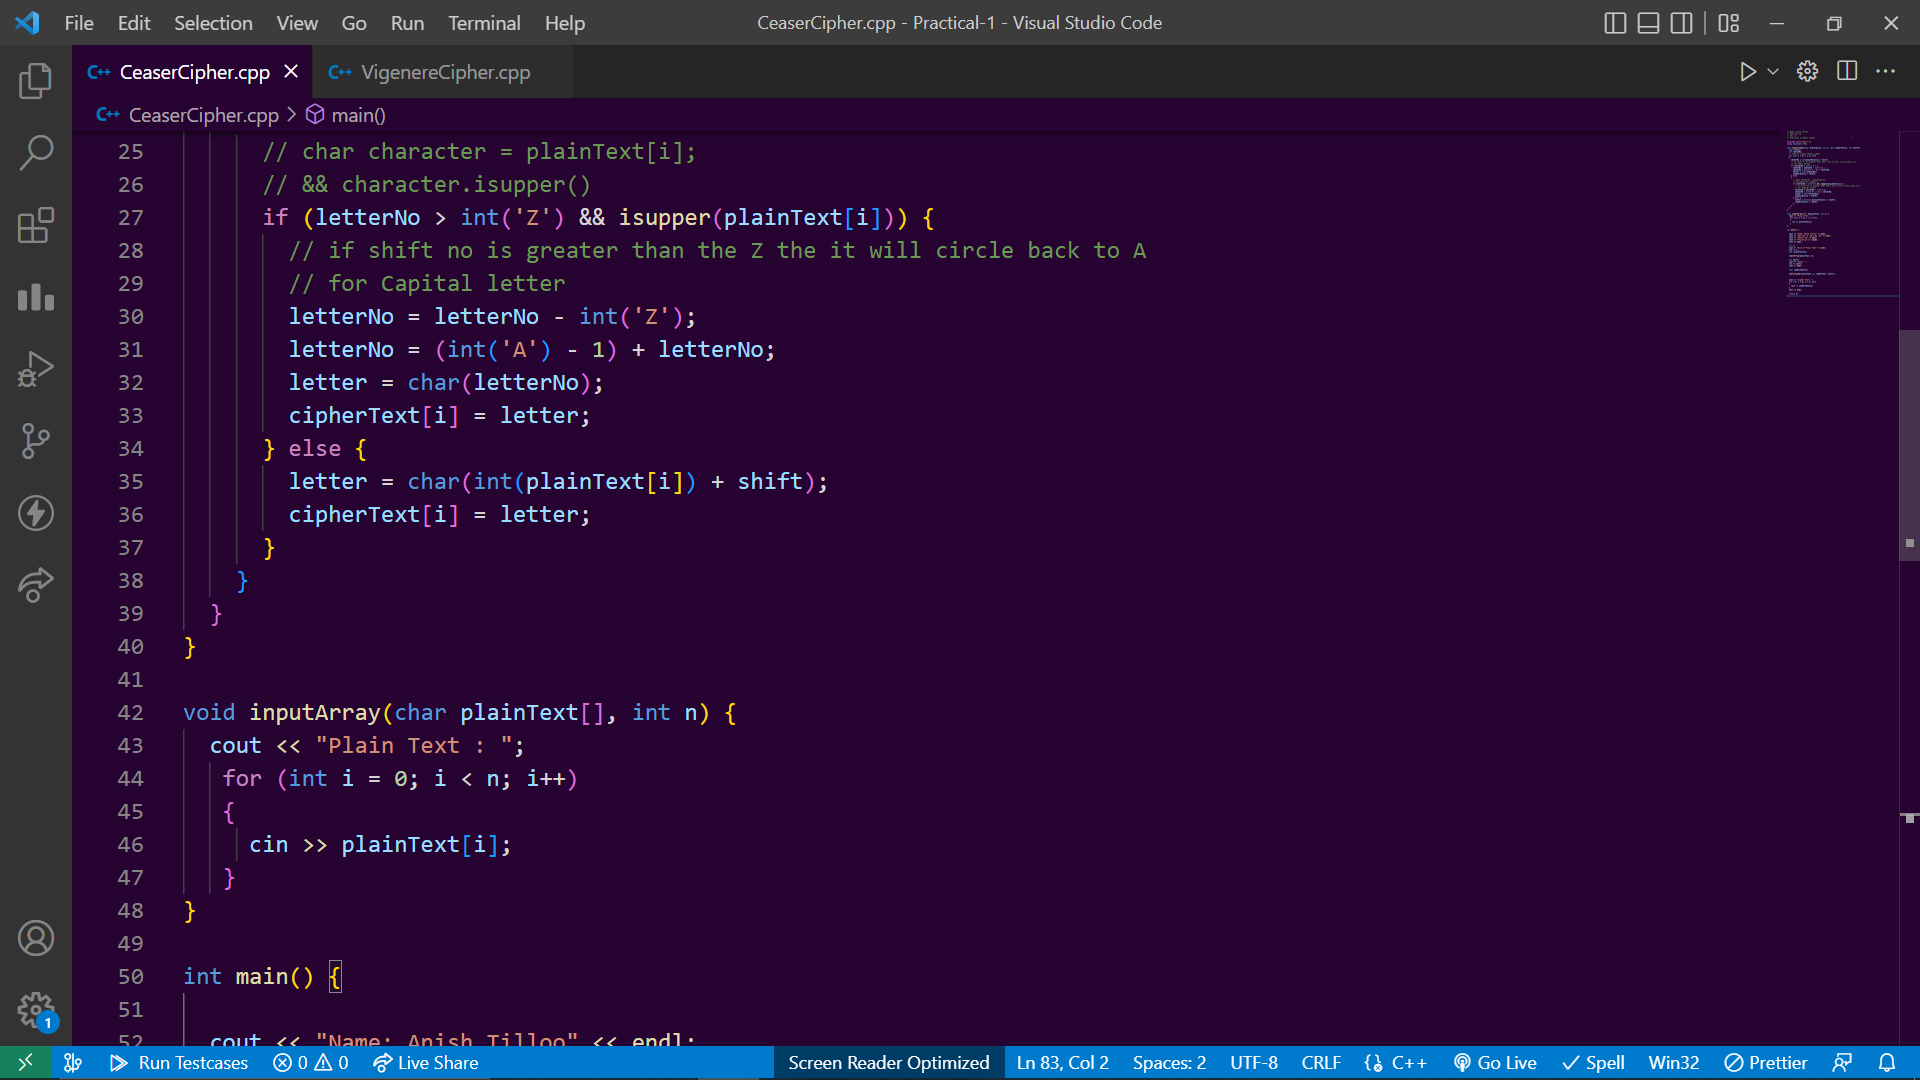 File Edit Selection View Go Run Terminal Help CeaserCipher.cpp - Practical-1 - Visual Studio Code
C++ CeaserCipher.cpp C++ VigenereCipher.cpp
C++ CeaserCipher.cpp > main()
25 // char character = plainText[i];
26 // && character.isupper()
27 if (letterNo > int('Z') && isupper(plainText[i])) {
28 // if shift no is greater than the Z the it will circle back to A
29 // for Capital letter
30 letterNo = letterNo - int('Z');
31 letterNo = (int('A') - 1) + letterNo;
32 letter = char(letterNo);
33 cipherText[i] = letter;
34 } else {
35 letter = char(int(plainText[i]) + shift);
36 cipherText[i] = letter;
37 }
38 }
39 }
40 }
41
42 void inputArray(char plainText[], int n) {
43 cout << "Plain Text : ";
44 for (int i = 0; i < n; i++)
45 {
46 cin >> plainText[i];
47 }
48 }
49
50 int main() {
51
52 cout << "Name: Anish Tilloo" << endl;
1
Run Testcases 0 0 Live Share Screen Reader Optimized Ln 83, Col 2 Spaces: 2 UTF-8 CRLF C++ Go Live Spell Win32 Prettier